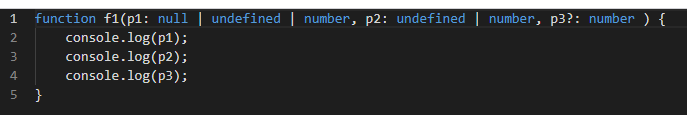 1 function f1(p1: null | undefined | number, p2: undefined | number, p3?: number ) {
2     console.log(p1);
3     console.log(p2);
4     console.log(p3);
5 }